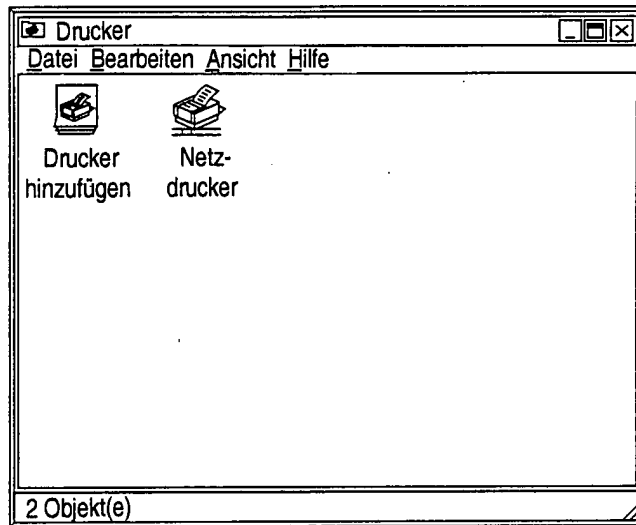 Drucker
Datei Bearbeiten Ansicht Hilfe
Drucker
hinzufügen
Netz-
drucker
2 Objekt(e)